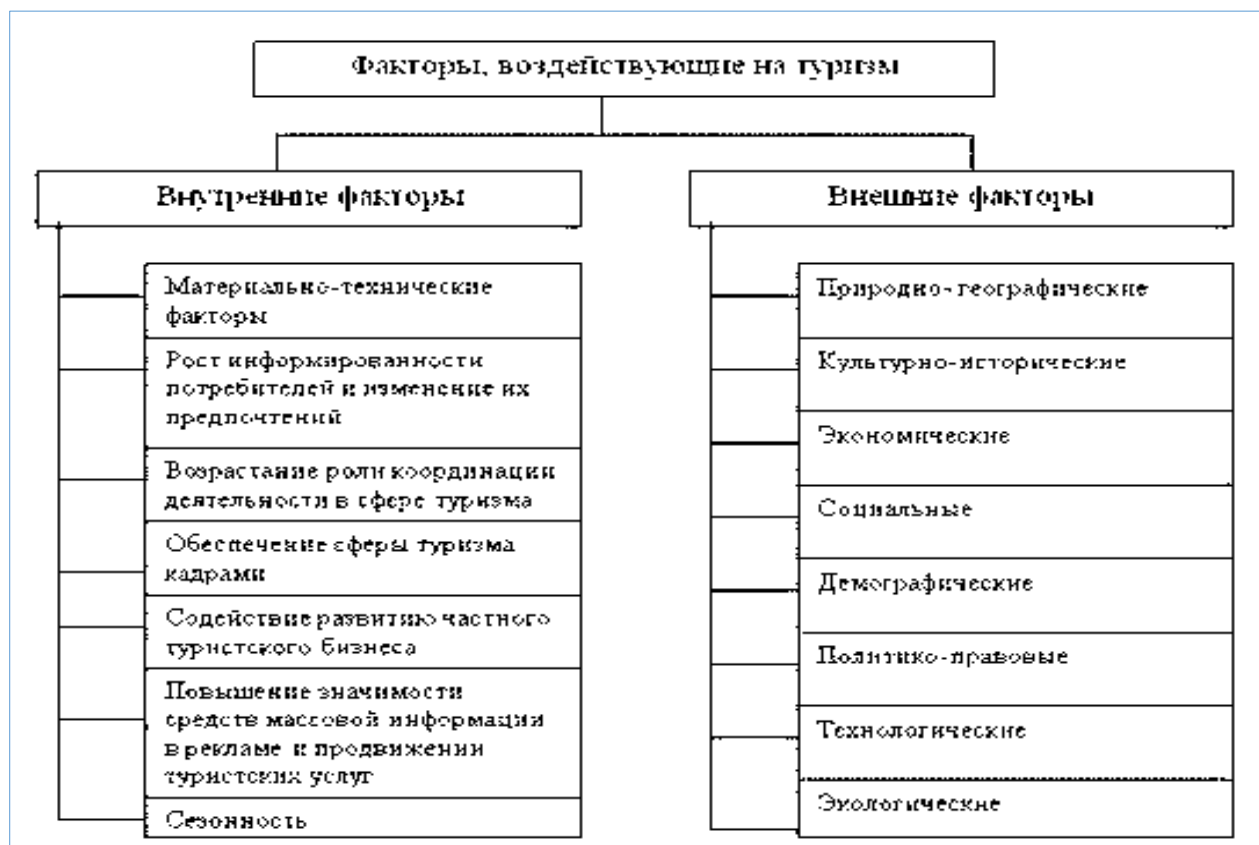 Факторы, воздействующие на туризм
Внутренние факторы
Материально-технические
факторы
Рост информированности
потребителей и изменение их
предпочтений
Возрастание роли координации
деятельности в сфере туризма
Обеспечение сферы туризма
кадрами
Содействие развитию частного
туристского бизнеса
Повышение значимости
средств массовой информации
в рекламе и продвижении
туристских услуг
Сезонность
Внешние факторы
Природно-географические
Культурно-исторические
Экономические
Социальные
Демографические
Политико-правовые
Технологические
Экологические